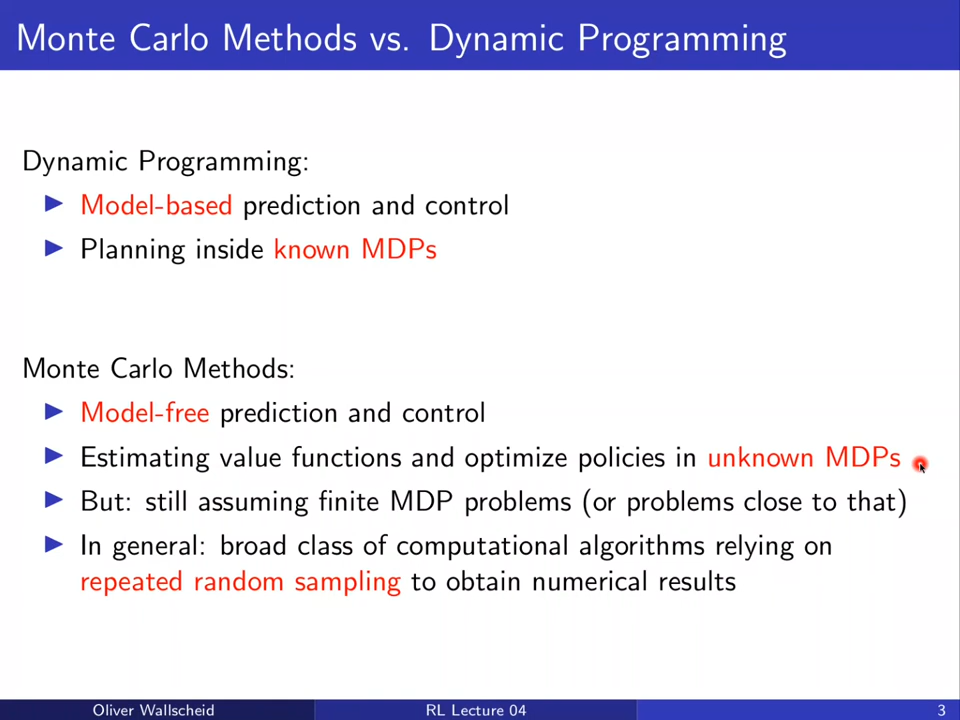 Monte Carlo Methods vs. Dynamic Programming
Dynamic Programming:
Model-based prediction and control
Planning inside known MDPs
Monte Carlo Methods:
Model-free prediction and control
Estimating value functions and optimize policies in unknown MDPs
But: still assuming finite MDP problems (or problems close to that)
In general: broad class of computational algorithms relying on
repeated random sampling to obtain numerical results
Oliver Wallscheid RL Lecture 04 3